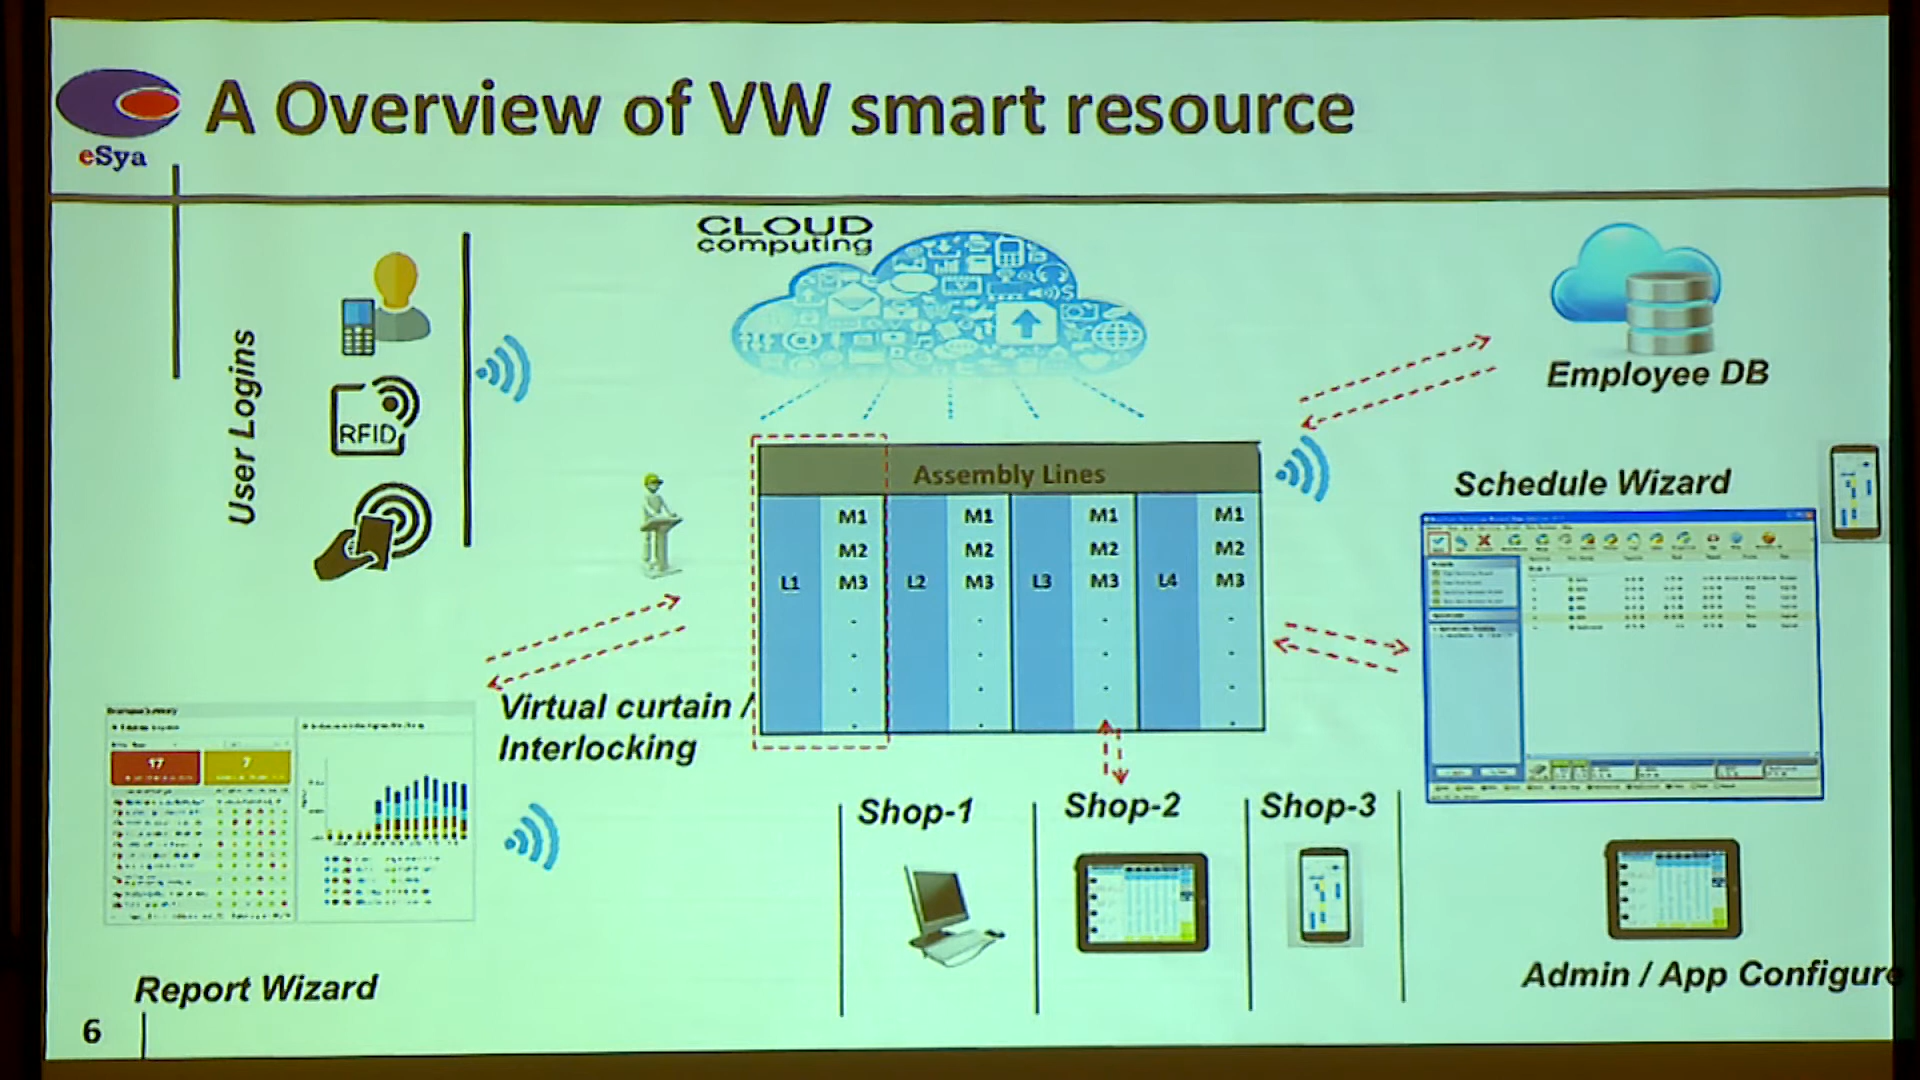 A Overview of VW smart resource
eSya
CLOUD
computing
User Logins
RFID
Employee DB
Assembly Lines
Schedule Wizard
L1 M1 M2 M3
L2 M1 M2 M3
L3 M1 M2 M3
L4 M1 M2 M3
Virtual curtain /
Interlocking
17
7
Shop-1
Shop-2
Shop-3
Report Wizard
Admin / App Configure
6